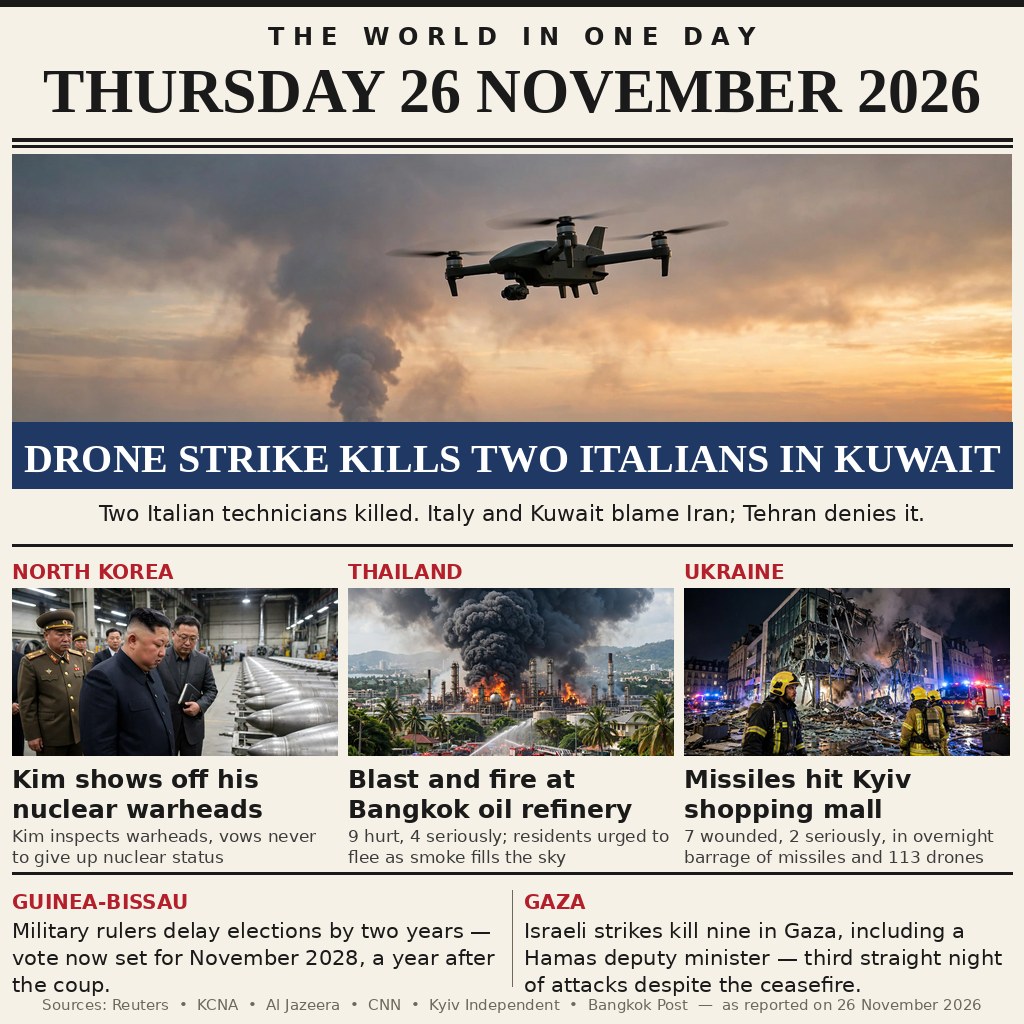 THE WORLD IN ONE DAY
THURSDAY 26 NOVEMBER 2026
DRONE STRIKE KILLS TWO ITALIANS IN KUWAIT
Two Italian technicians killed. Italy and Kuwait blame Iran; Tehran denies it.
NORTH KOREA
Kim shows off his
nuclear warheads
Kim inspects warheads, vows never
to give up nuclear status
THAILAND
Blast and fire at
Bangkok oil refinery
9 hurt, 4 seriously; residents urged to
flee as smoke fills the sky
UKRAINE
Missiles hit Kyiv
shopping mall
7 wounded, 2 seriously, in overnight
barrage of missiles and 113 drones
GUINEA-BISSAU
Military rulers delay elections by two years —
vote now set for November 2028, a year after
the coup.
GAZA
Israeli strikes kill nine in Gaza, including a
Hamas deputy minister — third straight night
of attacks despite the ceasefire.
Sources: Reuters • KCNA • Al Jazeera • CNN • Kyiv Independent • Bangkok Post — as reported on 26 November 2026